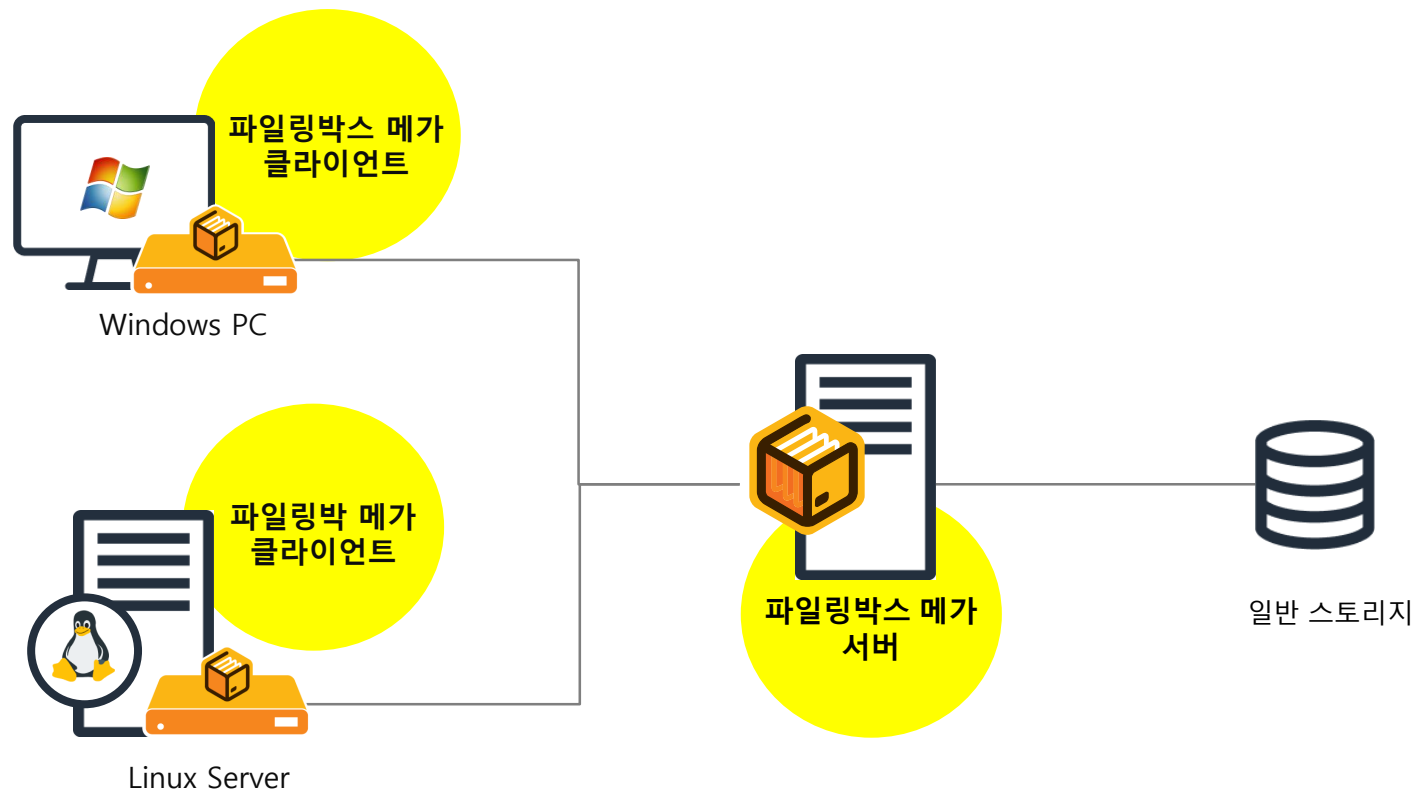 파일링박스 메가
클라이언트
Windows PC
파일링박 메가
클라이언트
Linux Server
파일링박스 메가
서버
일반 스토리지